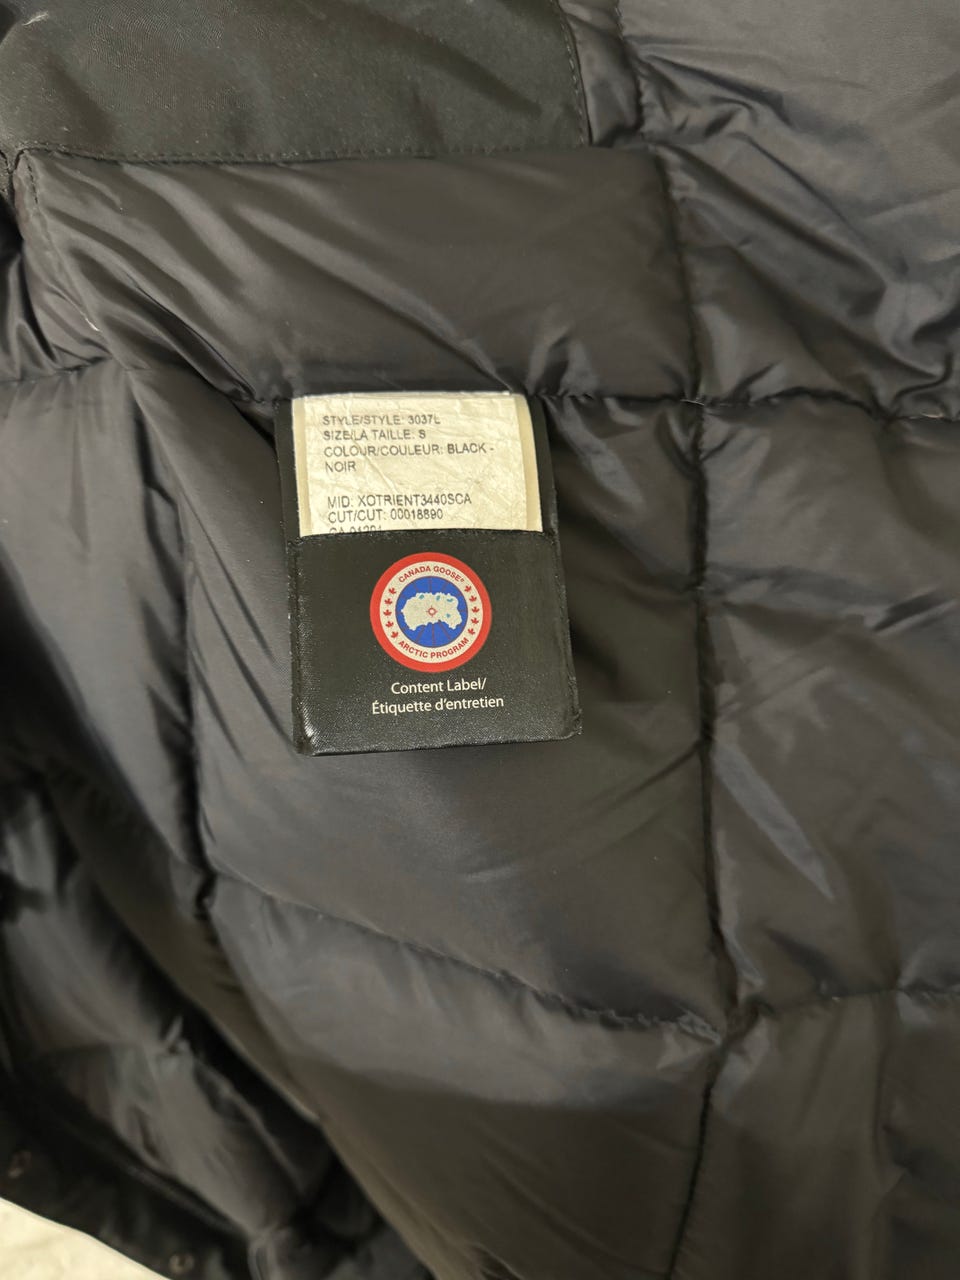 STYLE/STYLE: 3037L
SIZE/LA TAILLE: S
COLOUR/COULEUR: BLACK -
NOIR
MID: XOTRIENT3440SCA
CUT/CUT: 00018890
CANADA GOOSE®
ARCTIC PROGRAM
Content Label/
Étiquette d'entretien